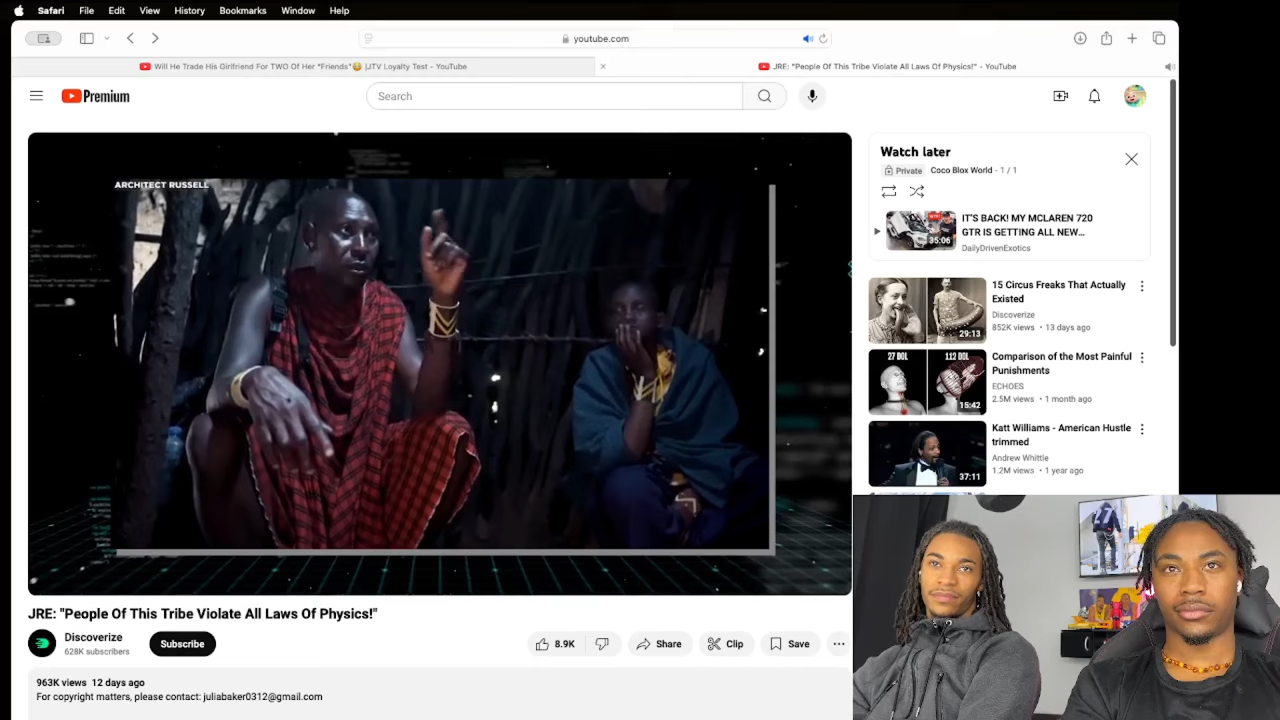 Safari File Edit View History Bookmarks Window Help
youtube.com
Will He Trade His Girlfriend For TWO Of Her "Friends"😳 |JTV Loyalty Test - YouTube
JRE: "People Of This Tribe Violate All Laws Of Physics!" - YouTube
Premium
Search
ARCHITECT RUSSELL
Watch later
Private Coco Blox World - 1 / 1
IT'S BACK! MY MCLAREN 720
GTR IS GETTING ALL NEW…
DailyDrivenExotics
35:06
15 Circus Freaks That Actually
Existed
Discoverize
852K views • 13 days ago
29:13
27 DOL 112 DOL
Comparison of the Most Painful
Punishments
ECHOES
2.5M views • 1 month ago
15:42
Katt Williams - American Hustle
trimmed
Andrew Whittle
1.2M views • 1 year ago
37:11
JRE: "People Of This Tribe Violate All Laws Of Physics!"
Discoverize
628K subscribers
Subscribe
8.9K
Share
Clip
Save
963K views 12 days ago
For copyright matters, please contact: juliabaker0312@gmail.com